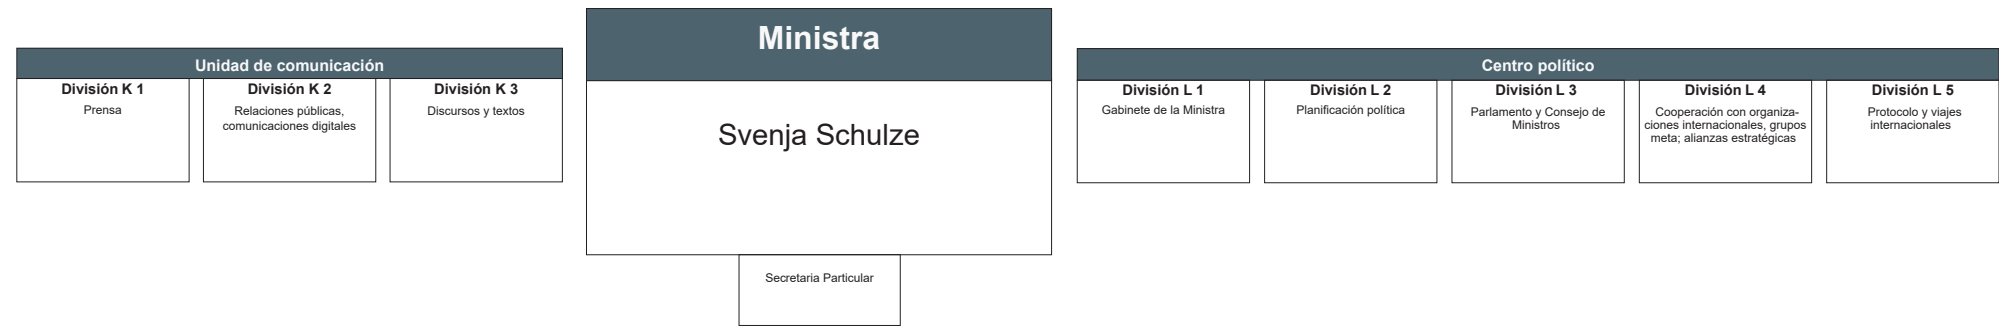 Unidad de comunicación
División K 1
Prensa
División K 2
Relaciones públicas,
comunicaciones digitales
División K 3
Discursos y textos
Ministra
Svenja Schulze
Secretaria Particular
Centro político
División L 1
Gabinete de la Ministra
División L 2
Planificación política
División L 3
Parlamento y Consejo de
Ministros
División L 4
Cooperación con organiza-
ciones internacionales, grupos
meta; alianzas estratégicas
División L 5
Protocolo y viajes
internacionales